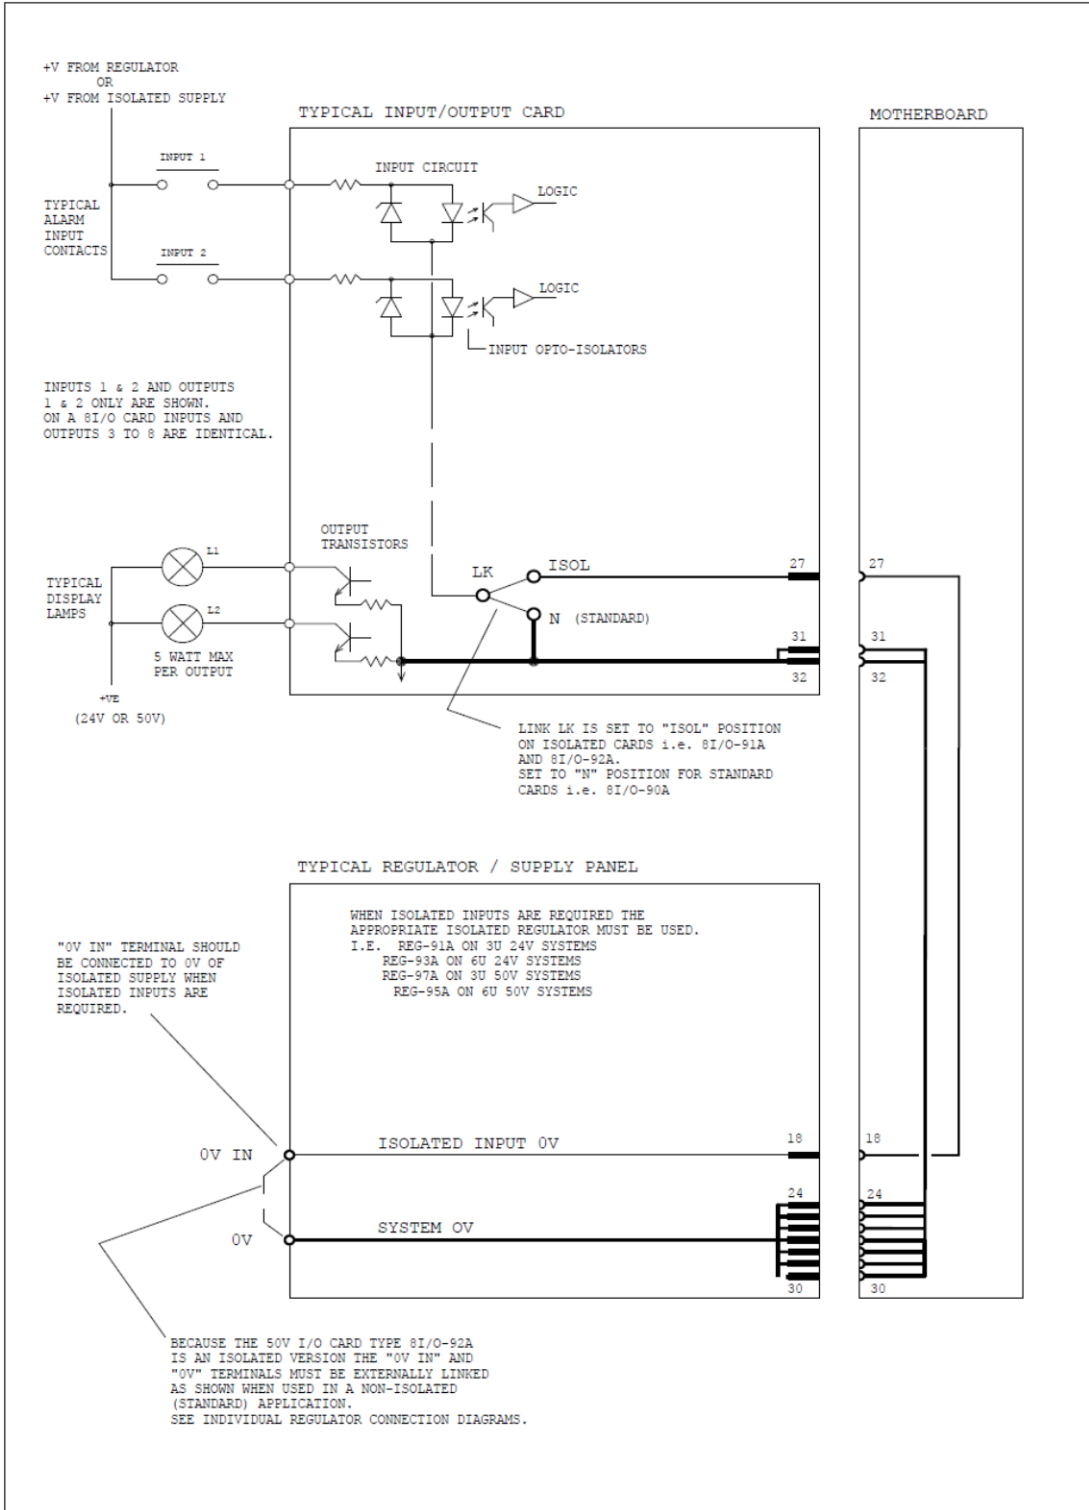 +V FROM REGULATOR
OR
+V FROM ISOLATED SUPPLY
TYPICAL INPUT/OUTPUT CARD
MOTHERBOARD
INPUT 1
INPUT CIRCUIT
LOGIC
TYPICAL
ALARM
INPUT
CONTACTS
INPUT 2
LOGIC
INPUT OPTO-ISOLATORS
INPUTS 1 & 2 AND OUTPUTS
1 & 2 ONLY ARE SHOWN.
ON A 8I/O CARD INPUTS AND
OUTPUTS 3 TO 8 ARE IDENTICAL.
OUTPUT
TRANSISTORS
L1
LK
ISOL
27
27
TYPICAL
DISPLAY
LAMPS
L2
N (STANDARD)
31
31
5 WATT MAX
PER OUTPUT
32
32
+VE
(24V OR 50V)
LINK LK IS SET TO "ISOL" POSITION
ON ISOLATED CARDS i.e. 8I/O-91A
AND 8I/O-92A.
SET TO "N" POSITION FOR STANDARD
CARDS i.e. 8I/O-90A
TYPICAL REGULATOR / SUPPLY PANEL
WHEN ISOLATED INPUTS ARE REQUIRED THE
APPROPRIATE ISOLATED REGULATOR MUST BE USED.
I.E. REG-91A ON 3U 24V SYSTEMS
REG-93A ON 6U 24V SYSTEMS
REG-97A ON 3U 50V SYSTEMS
REG-95A ON 6U 50V SYSTEMS
"0V IN" TERMINAL SHOULD
BE CONNECTED TO 0V OF
ISOLATED SUPPLY WHEN
ISOLATED INPUTS ARE
REQUIRED.
0V IN
ISOLATED INPUT 0V
18
18
24
24
0V
SYSTEM 0V
30
30
BECAUSE THE 50V I/O CARD TYPE 8I/O-92A
IS AN ISOLATED VERSION THE "0V IN" AND
"0V" TERMINALS MUST BE EXTERNALLY LINKED
AS SHOWN WHEN USED IN A NON-ISOLATED
(STANDARD) APPLICATION.
SEE INDIVIDUAL REGULATOR CONNECTION DIAGRAMS.